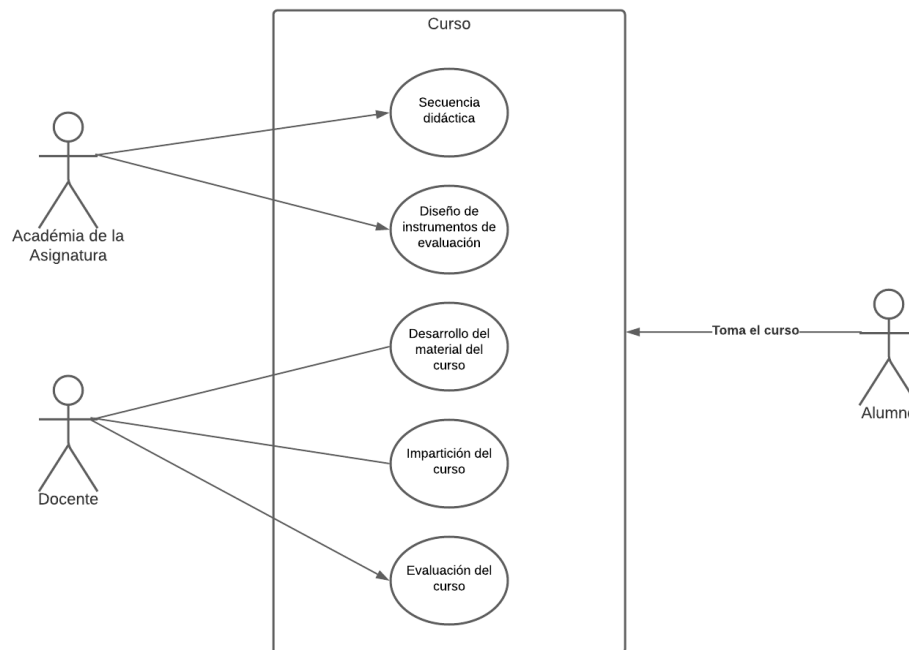 Curso
Secuencia
didáctica
Académia de la
Asignatura
Diseño de
instrumentos de
evaluación
Desarrollo del
material del
curso
Toma el curso
Alumno
Docente
Impartición del
curso
Evaluación del
curso